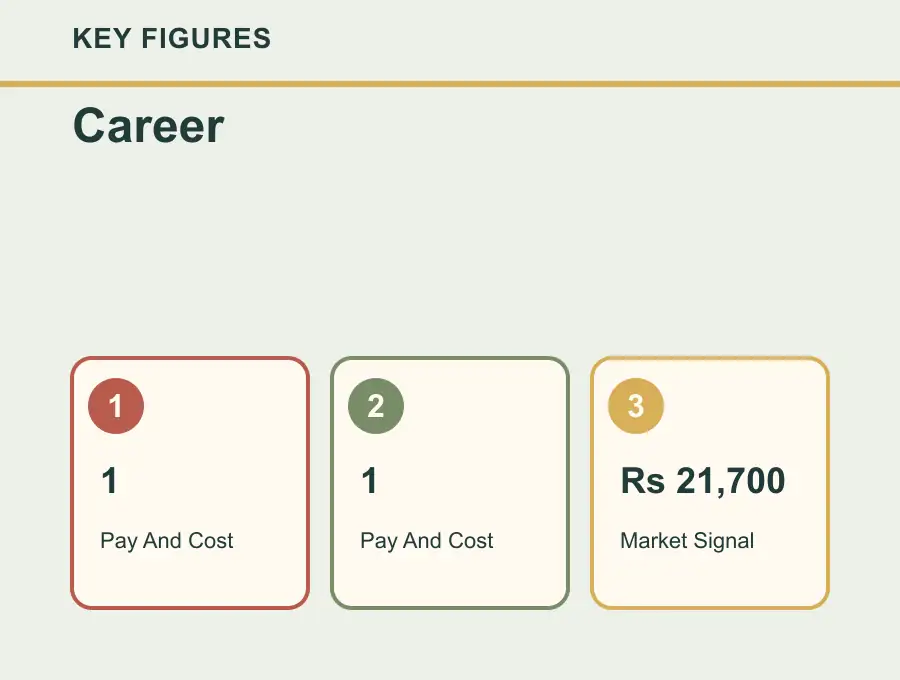 KEY FIGURES
Career
1
2
3
1
1
Rs 21,700
Pay And Cost
Pay And Cost
Market Signal